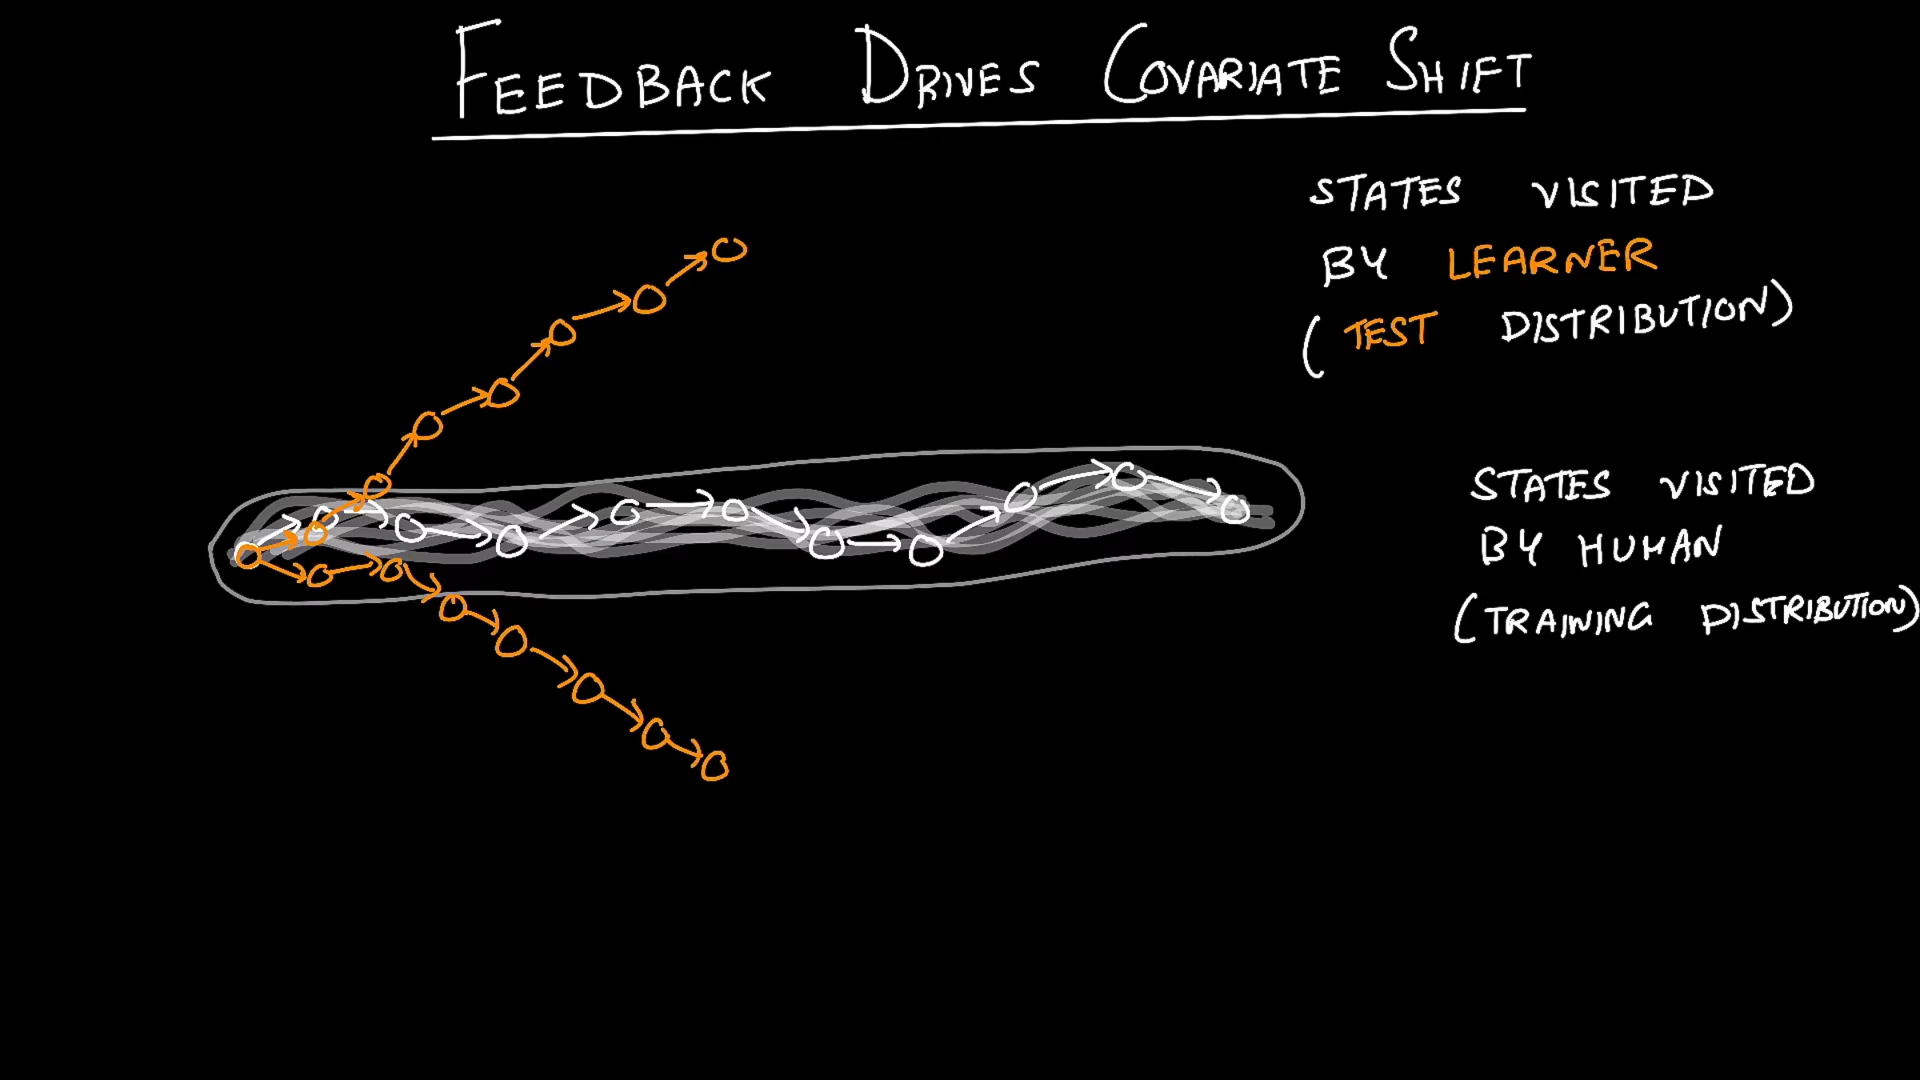 FEEDBACK DRIVES COVARIATE SHIFT
STATES VISITED
BY LEARNER
(TEST DISTRIBUTION)
STATES VISITED
BY HUMAN
(TRAINING DISTRIBUTION)